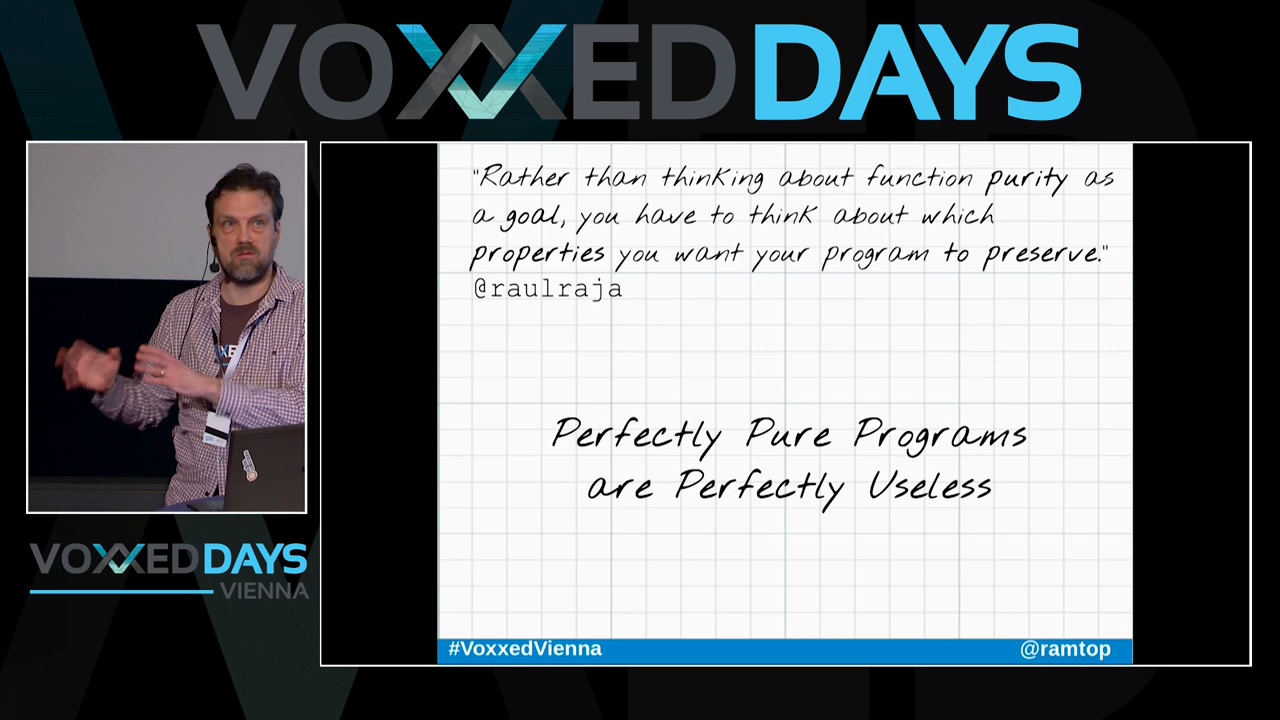 VOXXED DAYS
"Rather than thinking about function purity as
a goal, you have to think about which
properties you want your program to preserve."
@raulraja
Perfectly Pure Programs
are Perfectly Useless
#VoxxedVienna
@ramtop
VOXXED DAYS
VIENNA